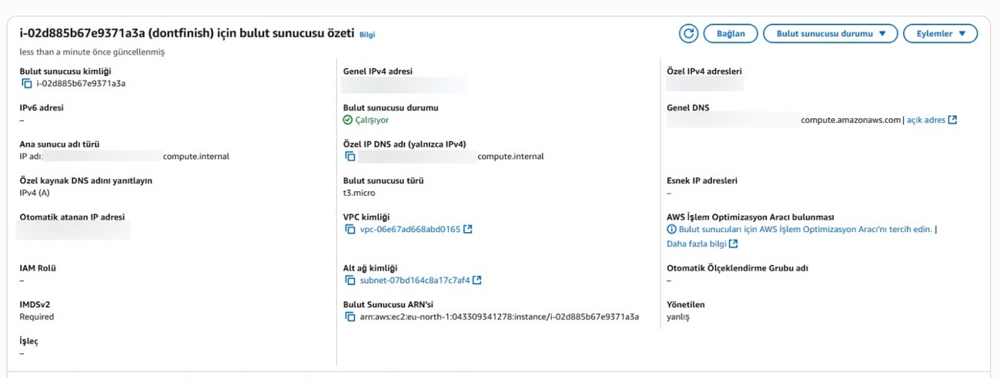 i-02d885b67e9371a3a (dontfinish) için bulut sunucusu özeti Bilgi
Bağlan
Bulut sunucusu durumu
Eylemler
less than a minute önce güncellenmiş
Bulut sunucusu kimliği
i-02d885b67e9371a3a
Genel IPv4 adresi
Özel IPv4 adresleri
IPv6 adresi
–
Bulut sunucusu durumu
Çalışıyor
Genel DNS
compute.amazonaws.com | açık adres
Ana sunucu adı türü
IP adı: compute.internal
Özel IP DNS adı (yalnızca IPv4)
compute.internal
Özel kaynak DNS adını yanıtlayın
IPv4 (A)
Bulut sunucusu türü
t3.micro
Esnek IP adresleri
–
Otomatik atanan IP adresi
VPC kimliği
vpc-06e67ad668abd0165
AWS İşlem Optimizasyon Aracı bulunması
Bulut sunucuları için AWS İşlem Optimizasyon Aracı'nı tercih edin. |
Daha fazla bilgi
IAM Rolü
–
Alt ağ kimliği
subnet-07bd164c8a17c7af4
Otomatik Ölçeklendirme Grubu adı
–
IMDSv2
Required
Bulut Sunucusu ARN'si
arn:aws:ec2:eu-north-1:043309341278:instance/i-02d885b67e9371a3a
Yönetilen
yanlış
İşleç
–